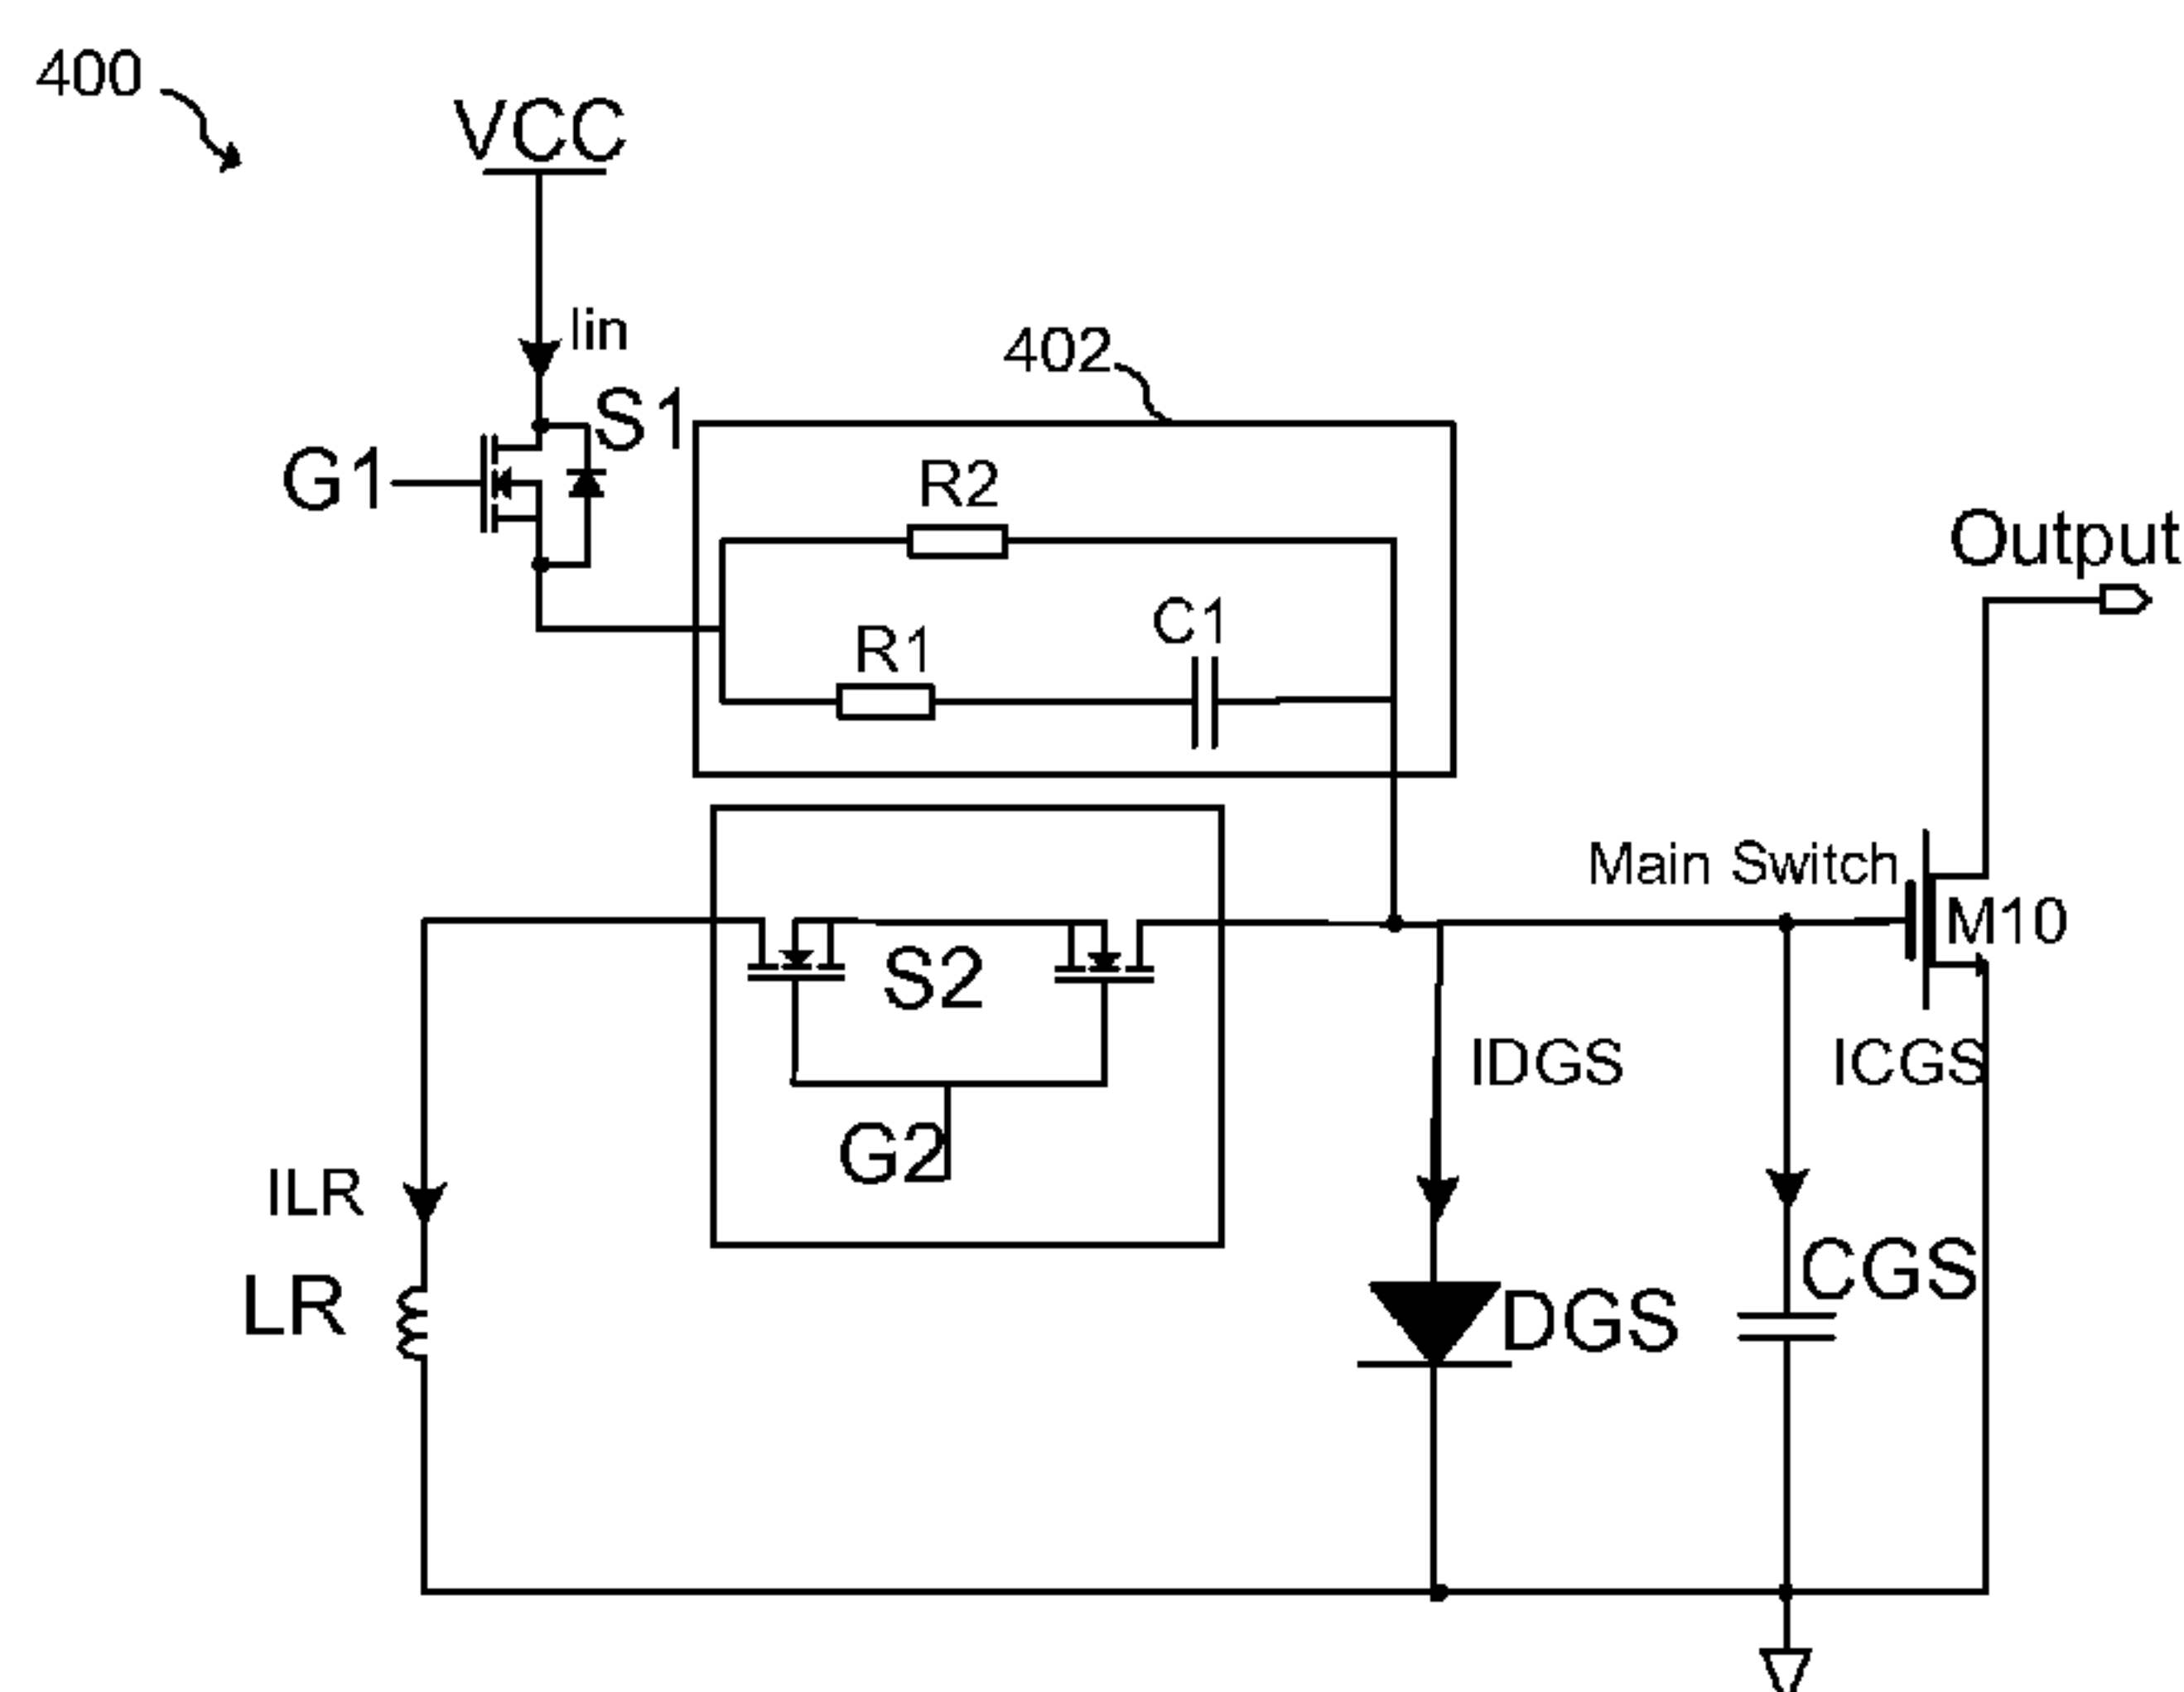 400
VCC
Iin
402
S1
G1
R2
Output
C1
R1
Main Switch
M10
S2
IDGS
ICGS
G2
ILR
CGS
LR
DGS